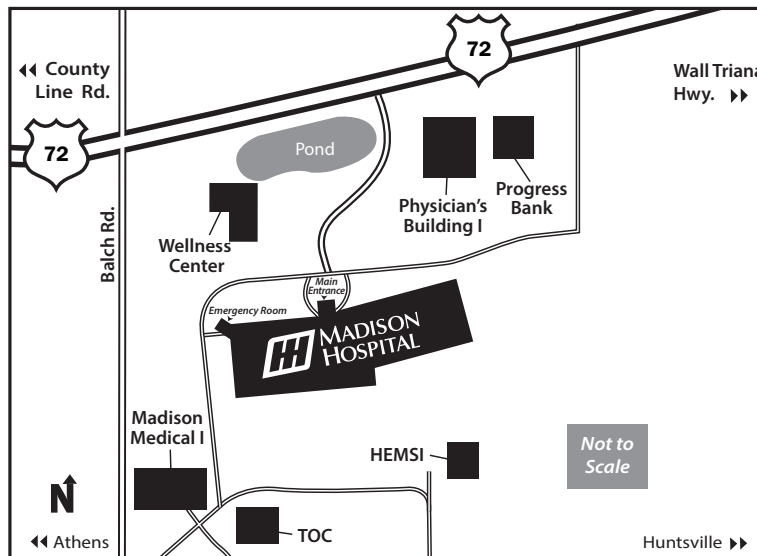 72
County
Line Rd.
Wall Triana
Hwy.
72
Pond
Balch Rd.
Physician's
Building I
Progress
Bank
Wellness
Center
Main
Entrance
Emergency Room
MADISON
HOSPITAL
Madison
Medical I
HEMSI
Not to
Scale
N
TOC
Athens
Huntsville